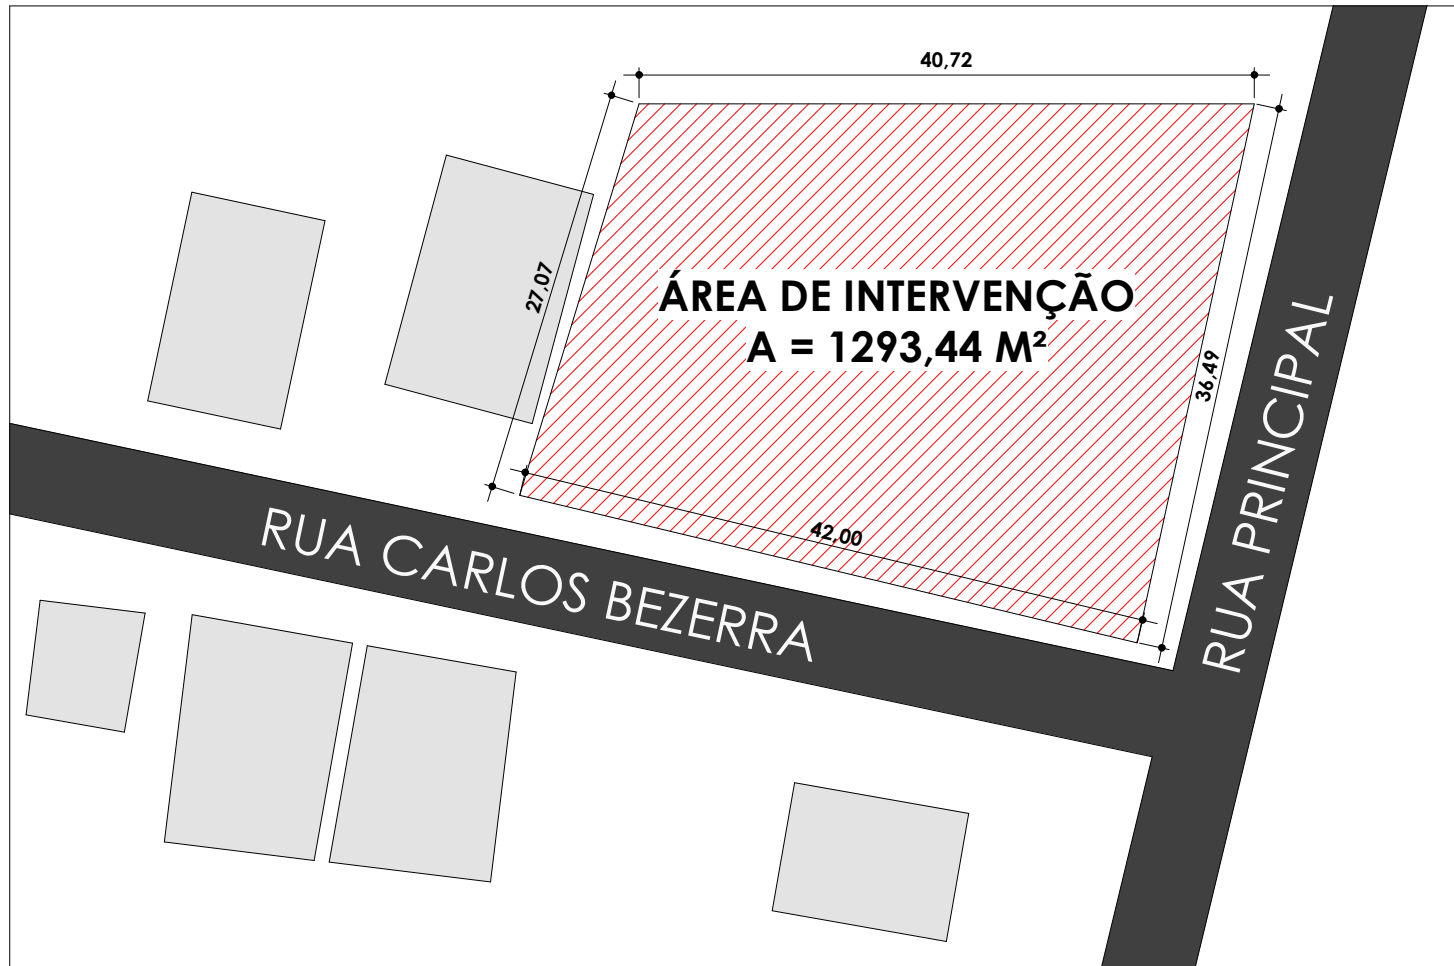 40,72
27,07
ÁREA DE INTERVENÇÃO
A = 1293,44 M²
36,49
42,00
RUA CARLOS BEZERRA
RUA PRINCIPAL